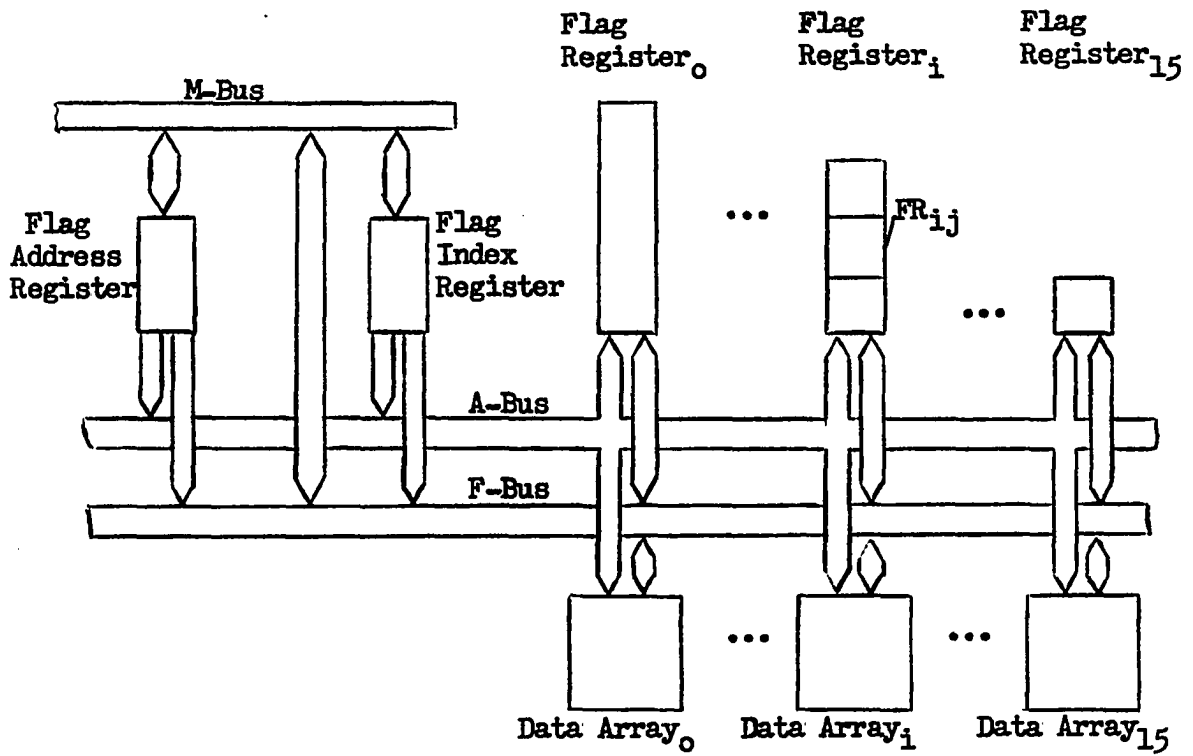 Flag
Register₀
Flag
Registerᵢ
Flag
Register₁₅
M-Bus
Flag
Address
Register
Flag
Index
Register
•••
FRᵢⱼ
•••
A-Bus
F-Bus
•••
•••
Data Array₀
Data Arrayᵢ
Data Array₁₅